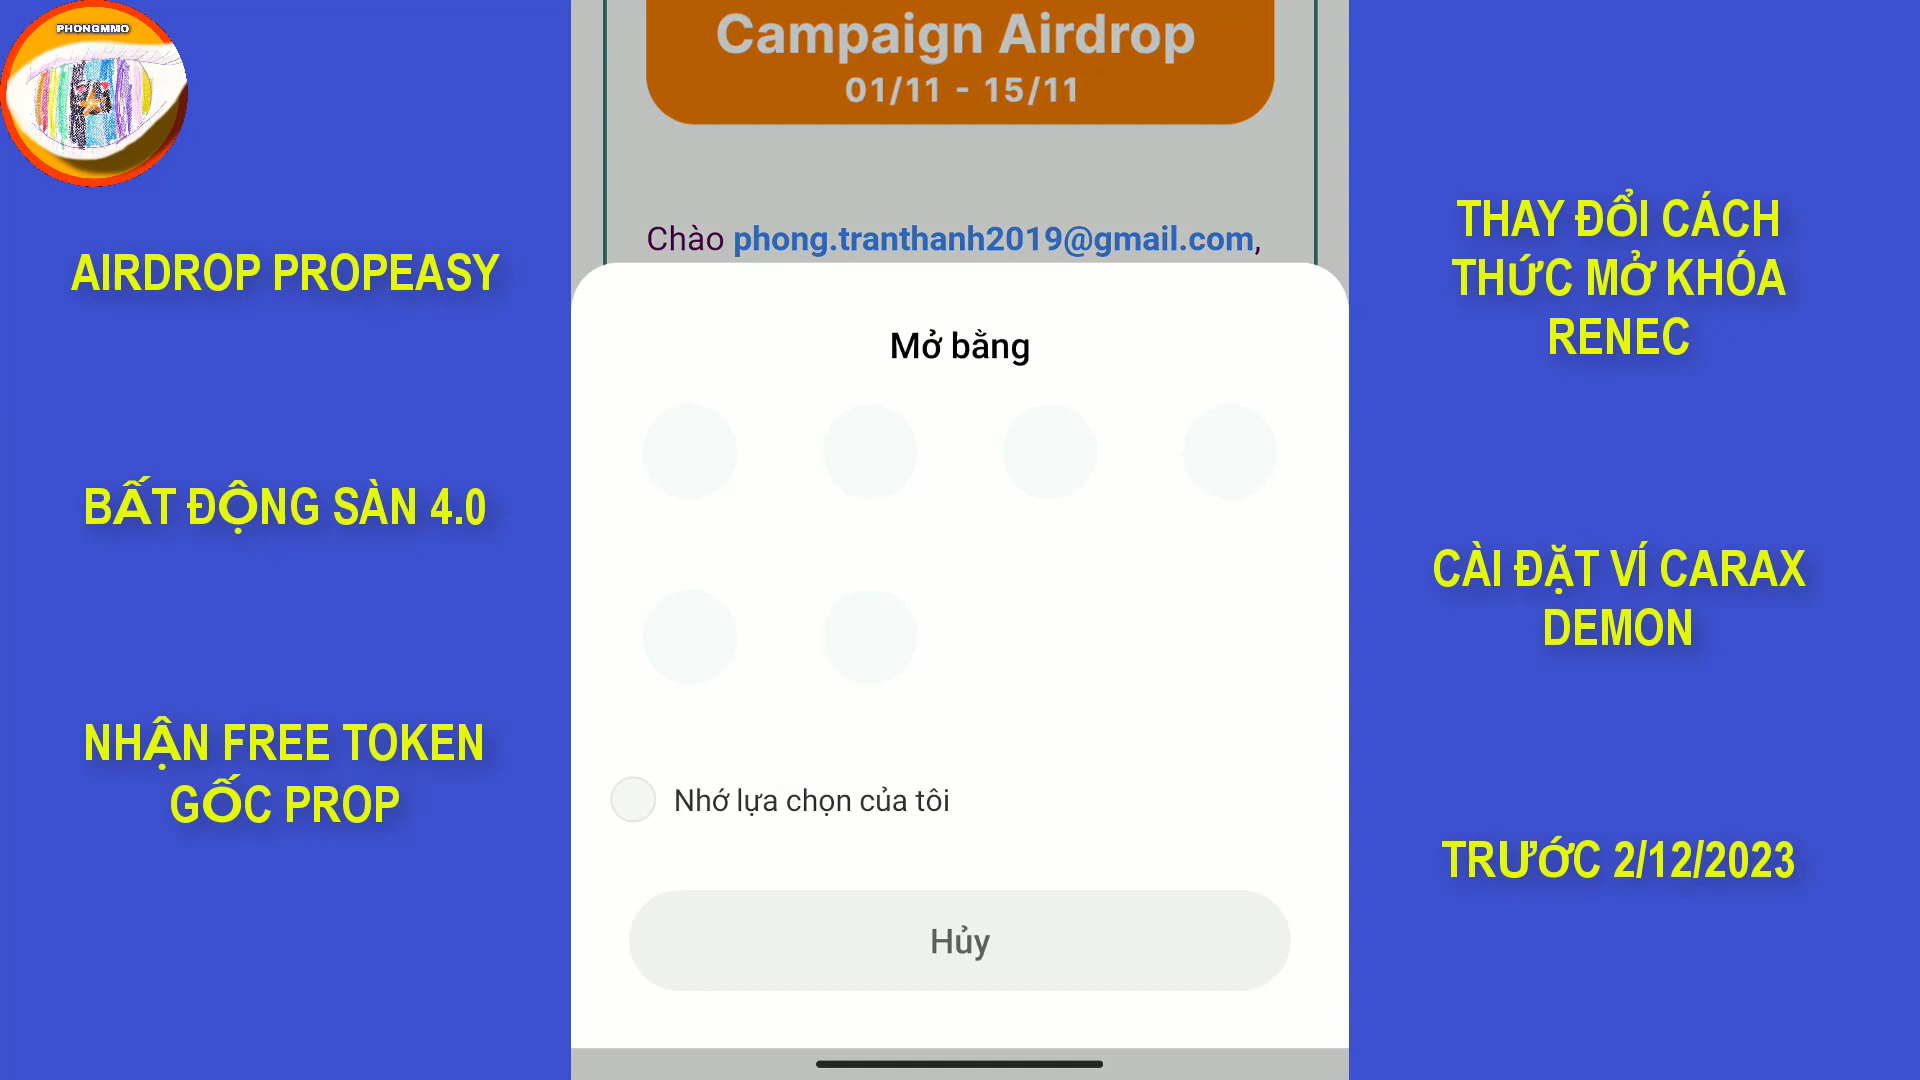 PHONGMMO
AIRDROP PROPEASY
BẤT ĐỘNG SÀN 4.0
NHẬN FREE TOKEN
GỐC PROP
Campaign Airdrop
01/11 - 15/11
Chào phong.tranthanh2019@gmail.com,
Mở bằng
Nhớ lựa chọn của tôi
Hủy
THAY ĐỔI CÁCH
THỨC MỞ KHÓA
RENEC
CÀI ĐẶT VÍ CARAX
DEMON
TRƯỚC 2/12/2023